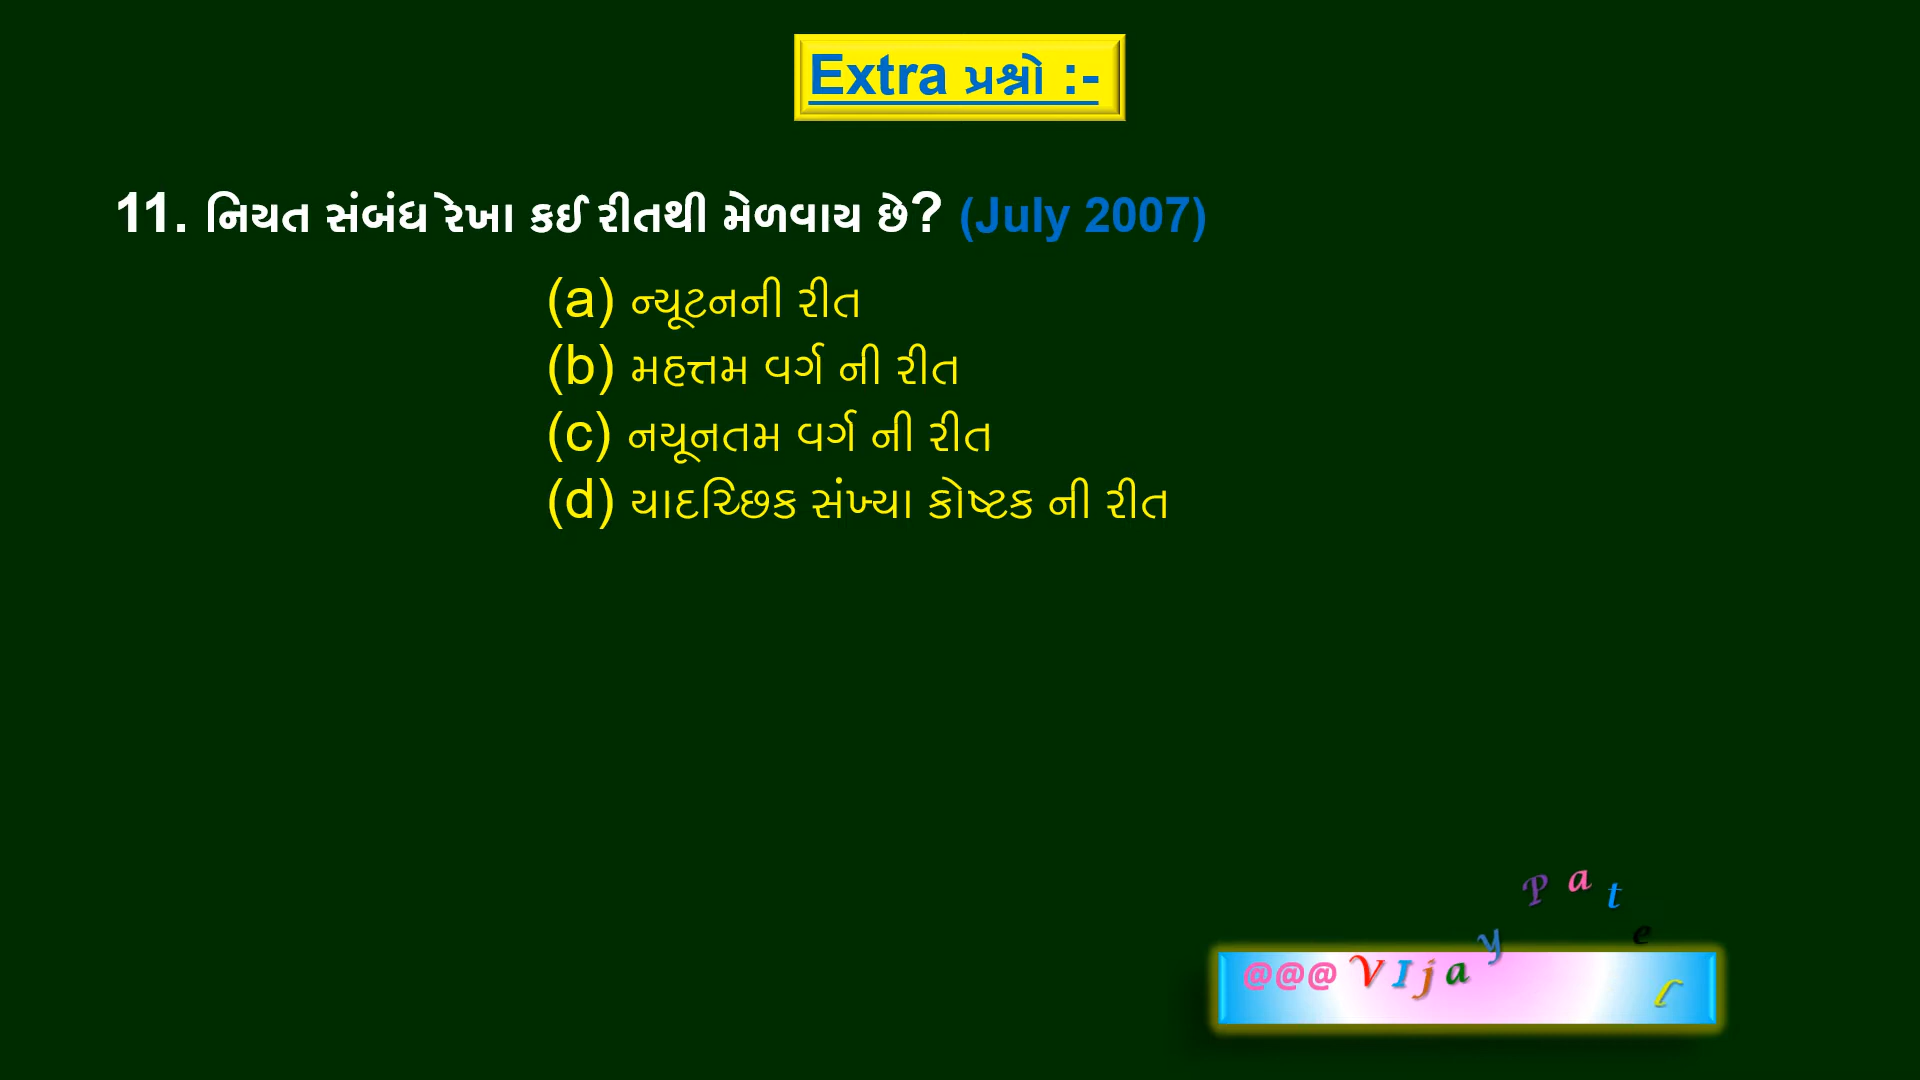 Extra પ્રશ્નો :-
11. નિયત સંબંધ રેખા કઈ રીતથી મેળવાય છે? (July 2007)
(a) ન્યૂટનની રીત
(b) મહત્તમ વર્ગ ની રીત
(c) નયૂનતમ વર્ગ ની રીત
(d) યાદચ્છિક સંખ્યા કોષ્ટક ની રીત
@@@ VIjay Patel